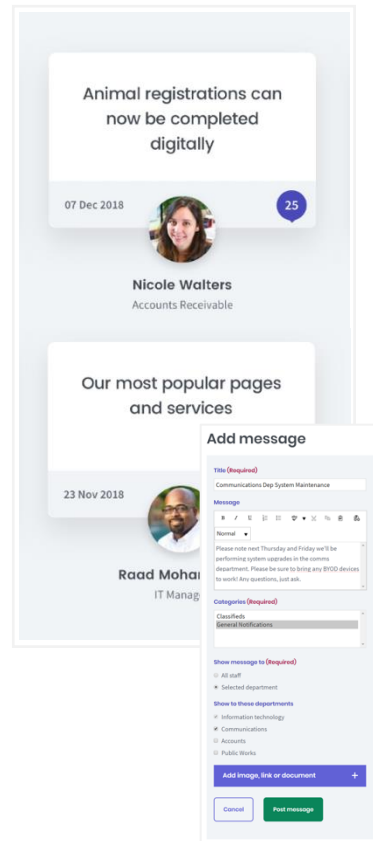 Animal registrations can
now be completed
digitally
07 Dec 2018
25
Nicole Walters
Accounts Receivable
Our most popular pages
and services
23 Nov 2018
Raad Moha
IT Manag
Add message
Title (Required)
Communications Dep System Maintenance
Message
B I U
Normal
Please note next Thursday and Friday we'll be
performing system upgrades in the comms
department. Please be sure to bring any BYOD devices
to work! Any questions, just ask.
Categories (Required)
Classifieds
General Notifications
Show message to (Required)
All staff
Selected department
Show to these departments
Information technology
Communications
Accounts
Public Works
Add image, link or document +
Cancel Post message